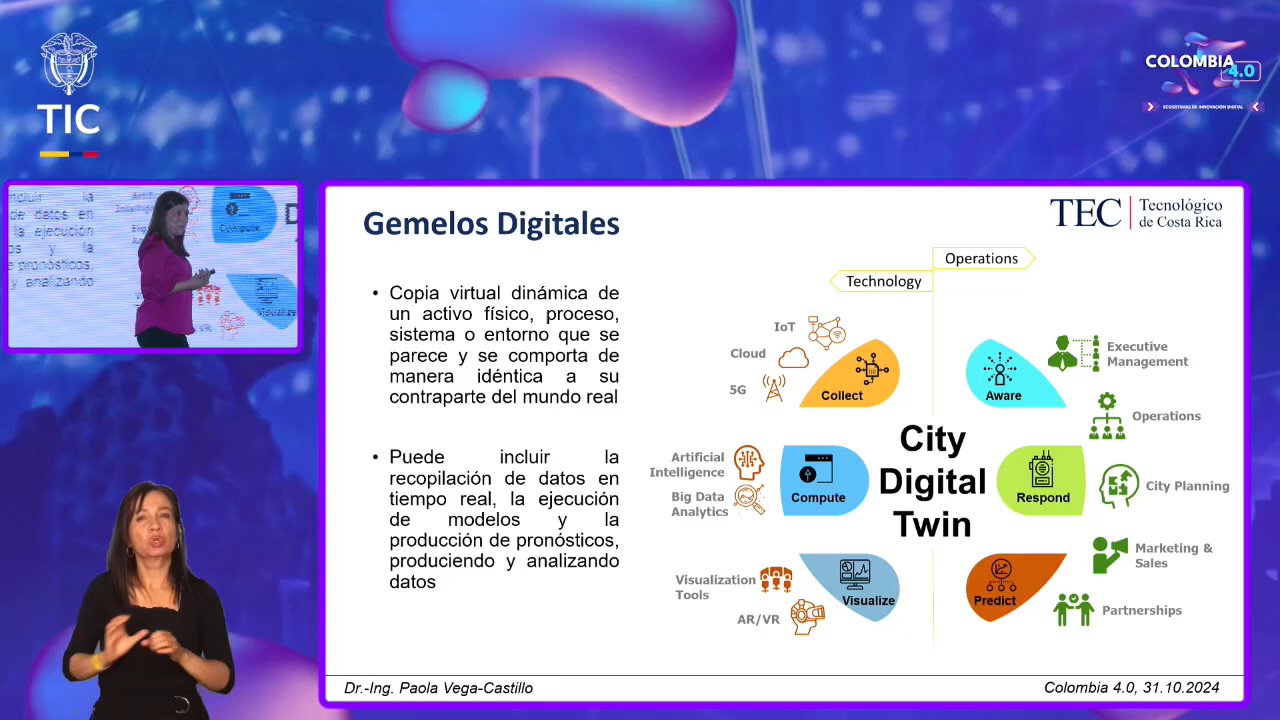 TIC
COLOMBIA
4.0
ECOSISTEMAS DE INNOVACIÓN DIGITAL
Gemelos Digitales
TEC
Tecnológico
de Costa Rica
• Copia virtual dinámica de
un activo físico, proceso,
sistema o entorno que se
parece y se comporta de
manera idéntica a su
contraparte del mundo real
• Puede incluir la
recopilación de datos en
tiempo real, la ejecución
de modelos y la
producción de pronósticos,
produciendo y analizando
datos
Operations
Technology
IoT
Cloud
5G
Collect
Artificial
Intelligence
Big Data
Analytics
Compute
Visualization
Tools
AR/VR
Visualize
City
Digital
Twin
Aware
Executive
Management
Operations
Respond
City Planning
Predict
Marketing &
Sales
Partnerships
Dr.-Ing. Paola Vega-Castillo
Colombia 4.0, 31.10.2024